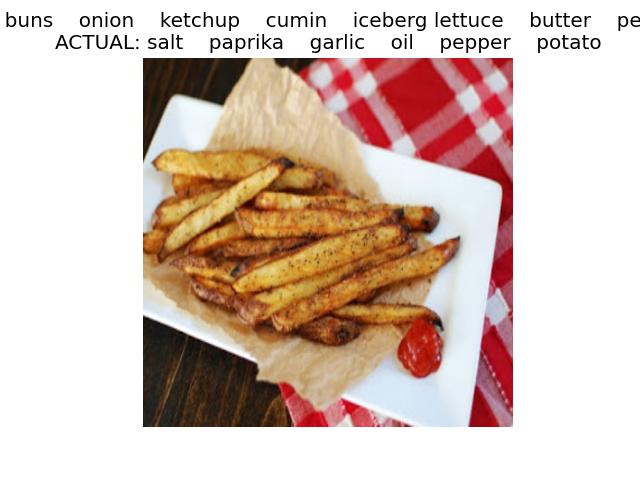 buns onion ketchup cumin iceberg lettuce butter
ACTUAL: salt paprika garlic oil pepper potato